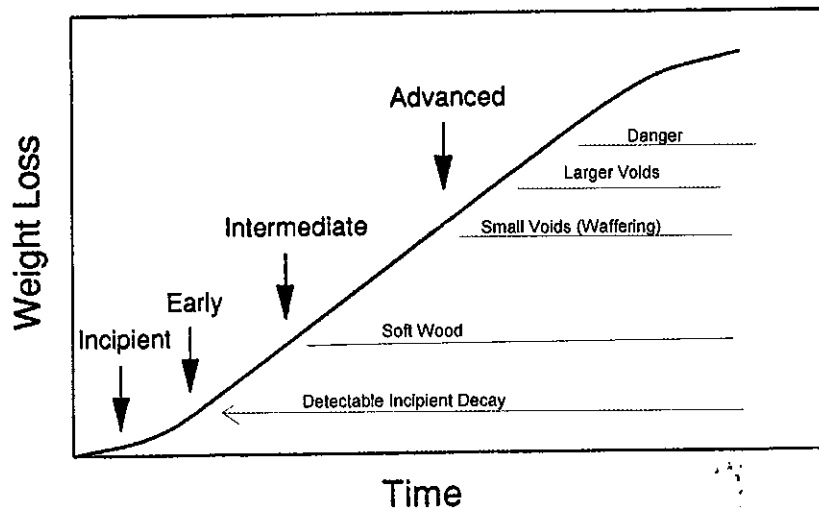 Advanced
Danger
Larger Voids
Intermediate
Small Voids (Waffering)
Early
Soft Wood
Incipient
Detectable Incipient Decay
Weight Loss
Time